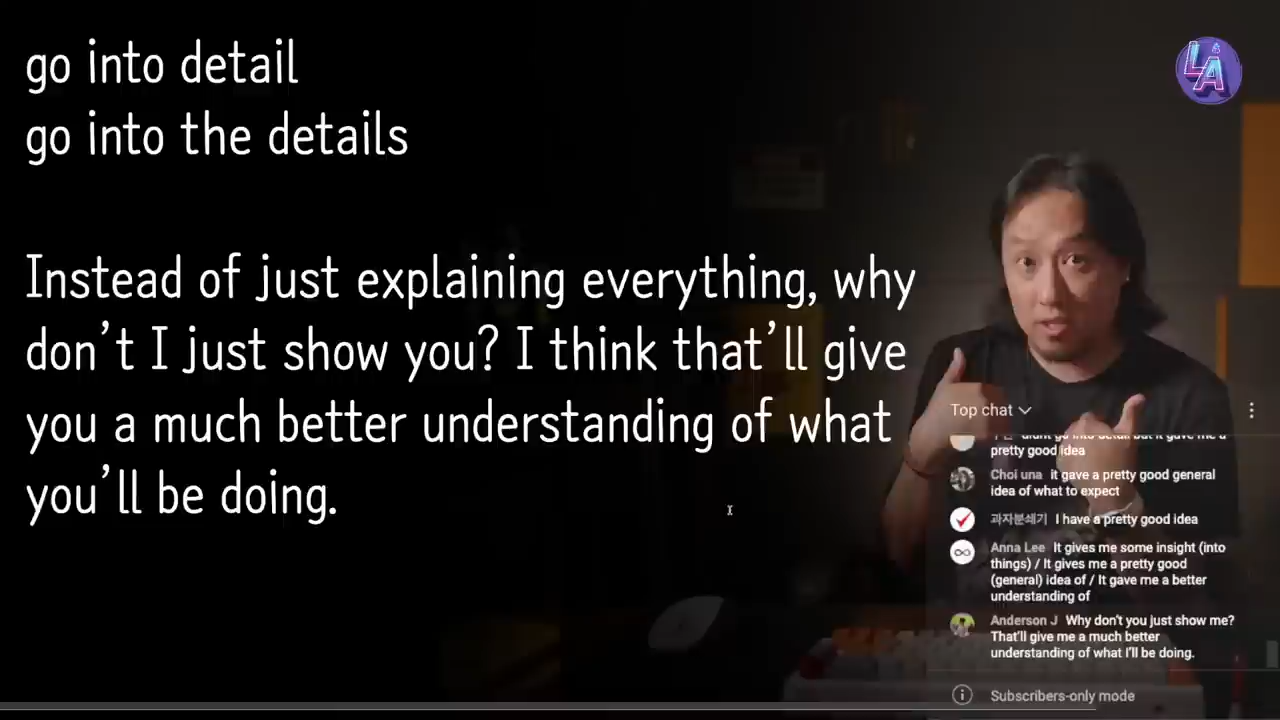 go into detail
go into the details
Instead of just explaining everything, why
don't I just show you? I think that'll give
you a much better understanding of what
you'll be doing.
LA
Top chat
didnt go into detail but it gave me a
pretty good idea
Choi una it gave a pretty good general
idea of what to expect
과자분쇄기 I have a pretty good idea
Anna Lee It gives me some insight (into
things) / It gives me a pretty good
(general) idea of / It gave me a better
understanding of
Anderson J Why don't you just show me?
That'll give me a much better
understanding of what I'll be doing.
Subscribers-only mode